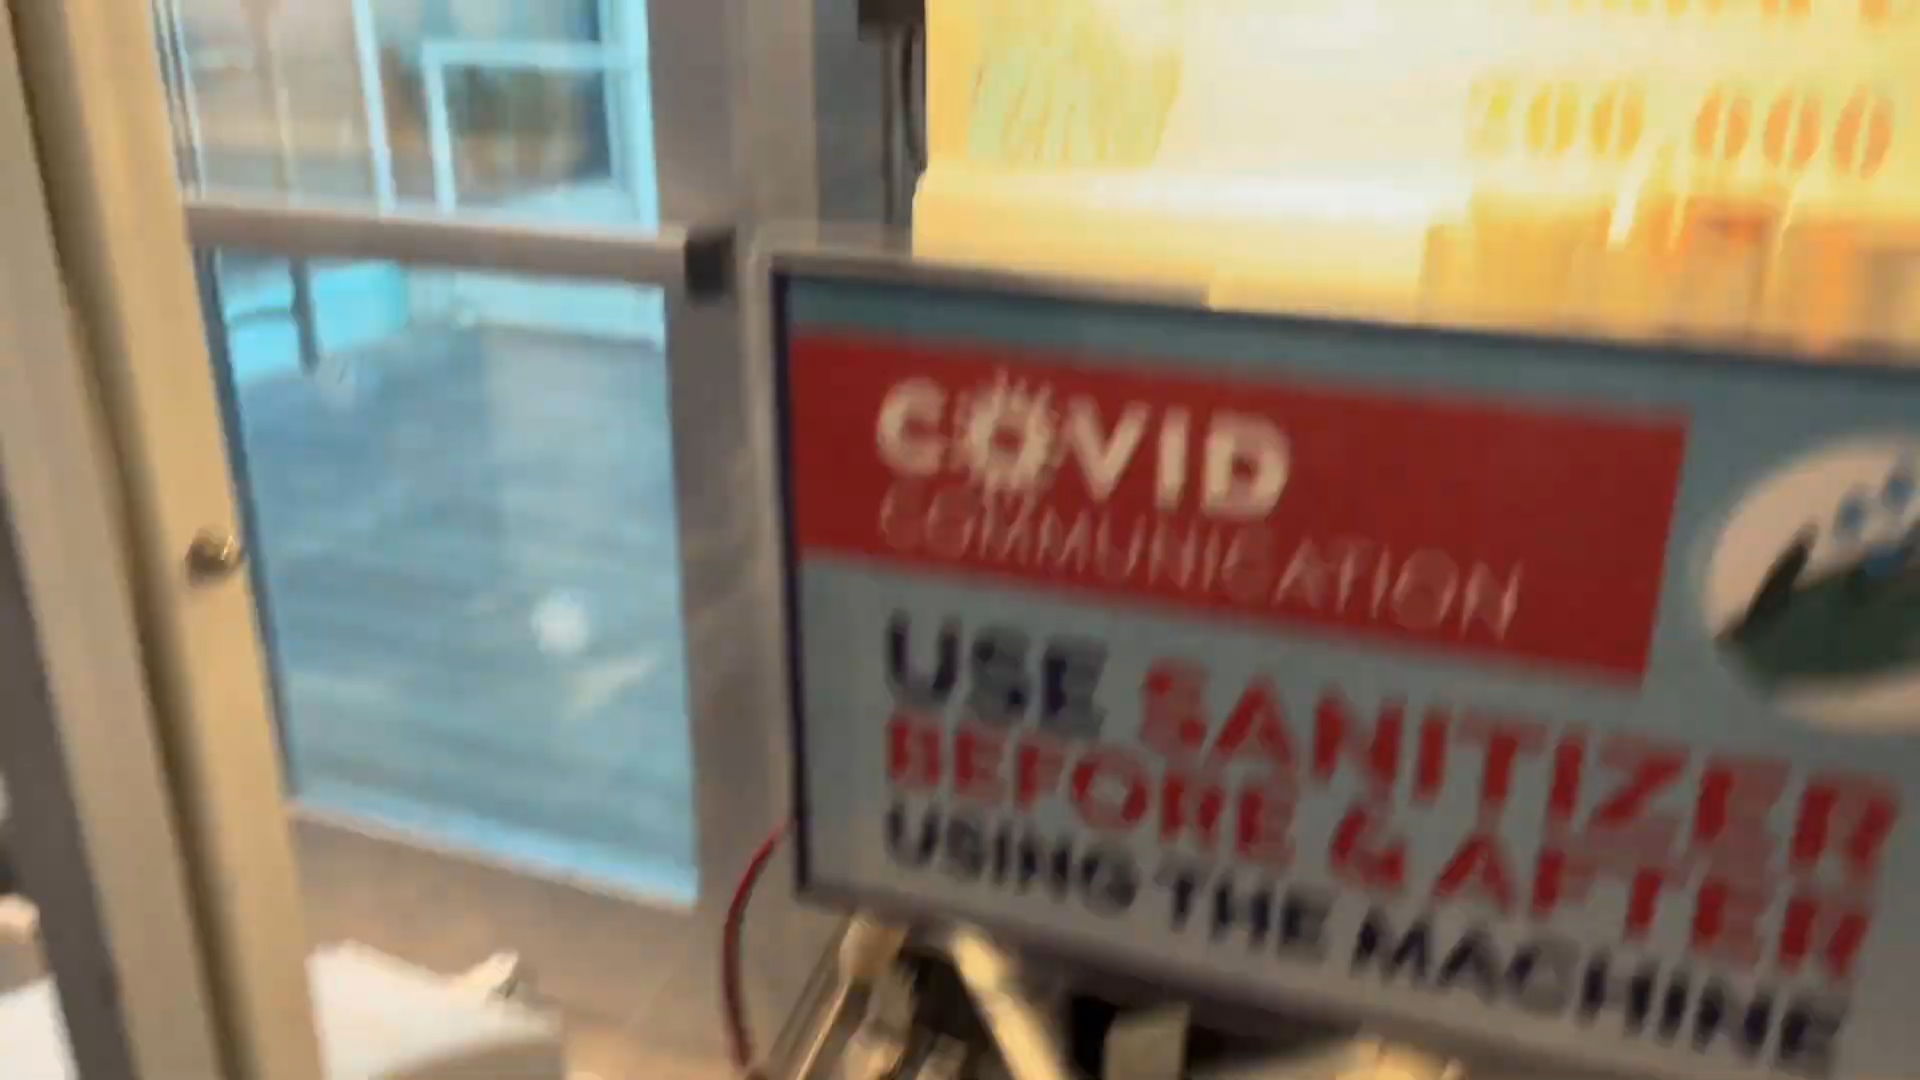 COVID
COMMUNICATION
USE SANITIZER
BEFORE & AFTER
USING THE MACHINE